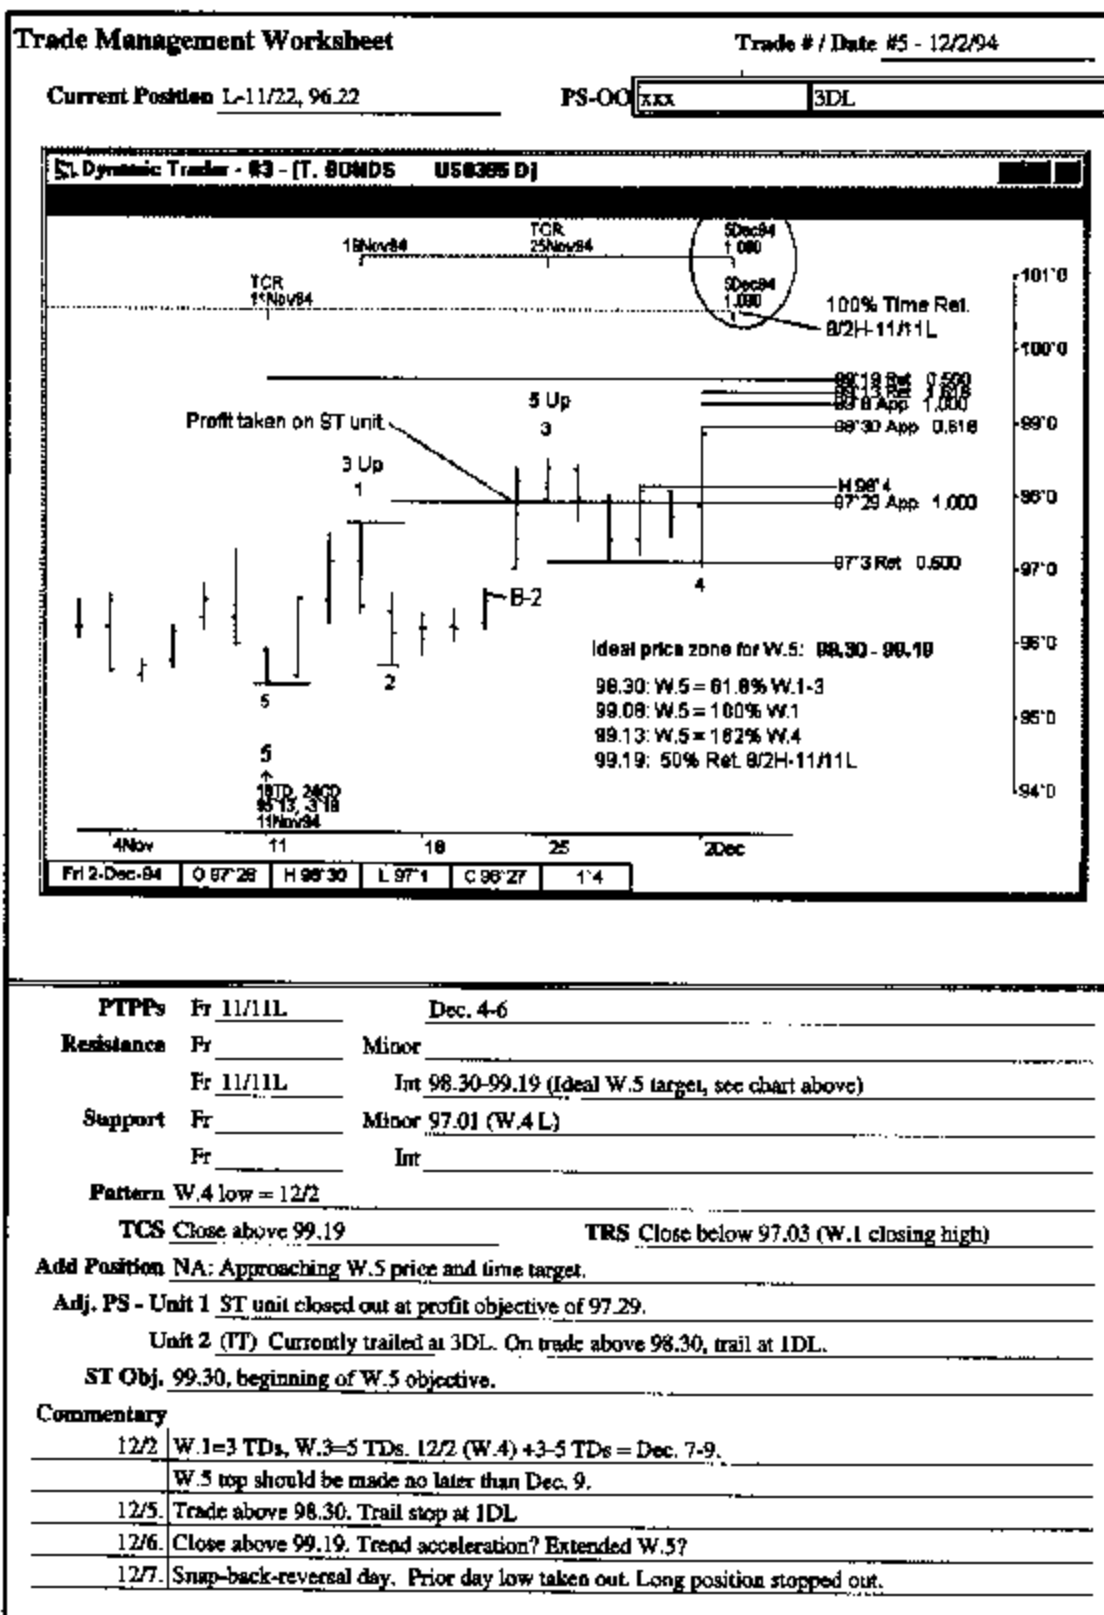 Trade Management Worksheet
Trade # / Date #5 - 12/2/94
Current Position L-11/22, 96.22
PS-OO xxx 3DL
Dynamic Trader - #3 - [T. BONDS US0395 D]
TCR
25Nov94
5Dec94
1.000
TCR
11Nov94
5Dec94
1.000
100% Time Ret.
8/2H-11/11L
101'0
100'0
99'0
98'0
97'0
96'0
95'0
94'0
99'19 Ret 0.500
99'13 Ret 1.618
99'8 App 1.000
98'30 App 0.618
H 98'4
97'29 App 1.000
97'3 Ret 0.500
5 Up
3
Profit taken on ST unit
3 Up
1
B-2
4
2
5
5
Ideal price zone for W.5: 98.30 - 99.19
98.30: W.5 = 61.8% W.1-3
99.08: W.5 = 100% W.1
99.13: W.5 = 162% W.4
99.19: 50% Ret. 8/2H-11/11L
11Nov94
4Nov 11 18 25 2Dec
Fri 2-Dec-94 O 97'28 H 98'30 L 97'1 C 98'27 1'4
PTPPs Fr 11/11L Dec. 4-6
Resistance Fr Minor
Fr 11/11L Int 98.30-99.19 (Ideal W.5 target, see chart above)
Support Fr Minor 97.01 (W.4 L)
Fr Int
Pattern W.4 low = 12/2
TCS Close above 99.19 TRS Close below 97.03 (W.1 closing high)
Add Position NA: Approaching W.5 price and time target.
Adj. PS - Unit 1 ST unit closed out at profit objective of 97.29.
Unit 2 (IT) Currently trailed at 3DL. On trade above 98.30, trail at 1DL.
ST Obj. 99.30, beginning of W.5 objective.
Commentary
12/2 W.1=3 TDs, W.3=5 TDs. 12/2 (W.4) +3-5 TDs = Dec. 7-9.
W.5 top should be made no later than Dec. 9.
12/5. Trade above 98.30. Trail stop at 1DL
12/6. Close above 99.19. Trend acceleration? Extended W.5?
12/7. Snap-back-reversal day. Prior day low taken out. Long position stopped out.